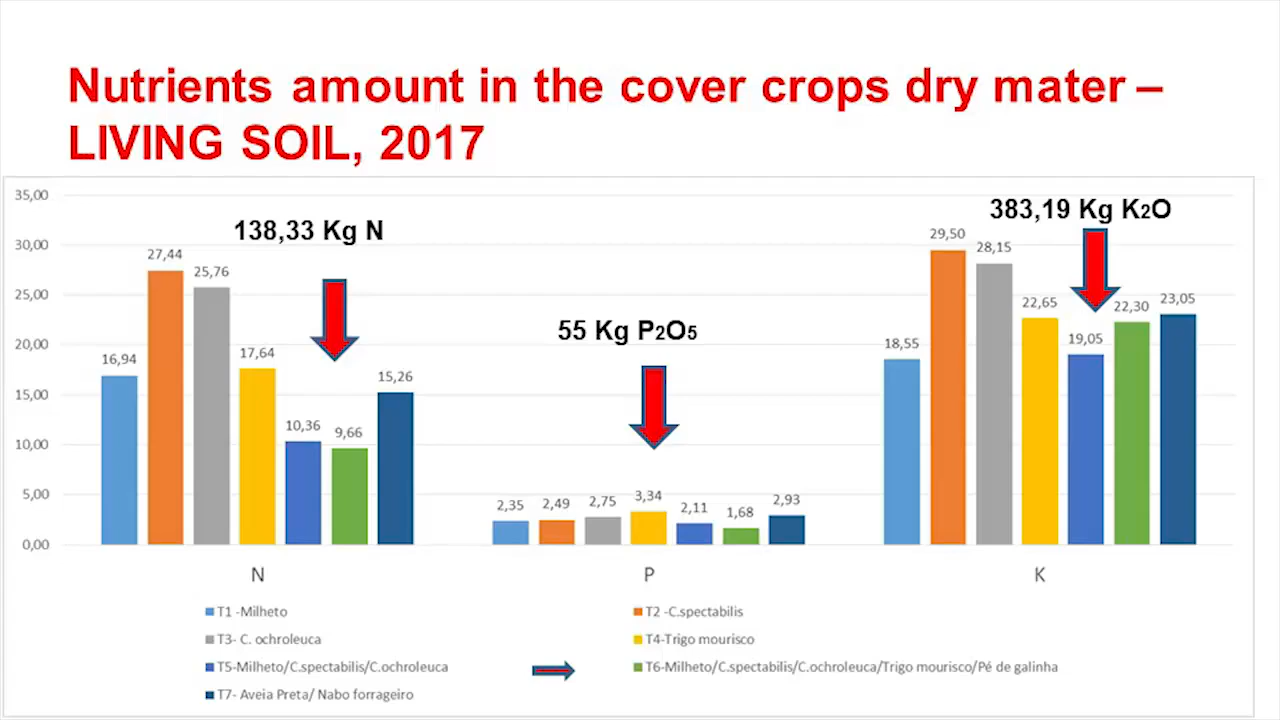 Nutrients amount in the cover crops dry mater –
LIVING SOIL, 2017
35,00
30,00
25,00
20,00
15,00
10,00
5,00
0,00
138,33 Kg N
55 Kg P2O5
383,19 Kg K2O
16,94
27,44
25,76
17,64
10,36
9,66
15,26
2,35
2,49
2,75
3,34
2,11
1,68
2,93
18,55
29,50
28,15
22,65
19,05
22,30
23,05
N
P
K
T1 -Milheto
T2 -C.spectabilis
T3- C. ochroleuca
T4-Trigo mourisco
T5-Milheto/C.spectabilis/C.ochroleuca
T6-Milheto/C.spectabilis/C.ochroleuca/Trigo mourisco/Pé de galinha
T7- Aveia Preta/ Nabo forrageiro